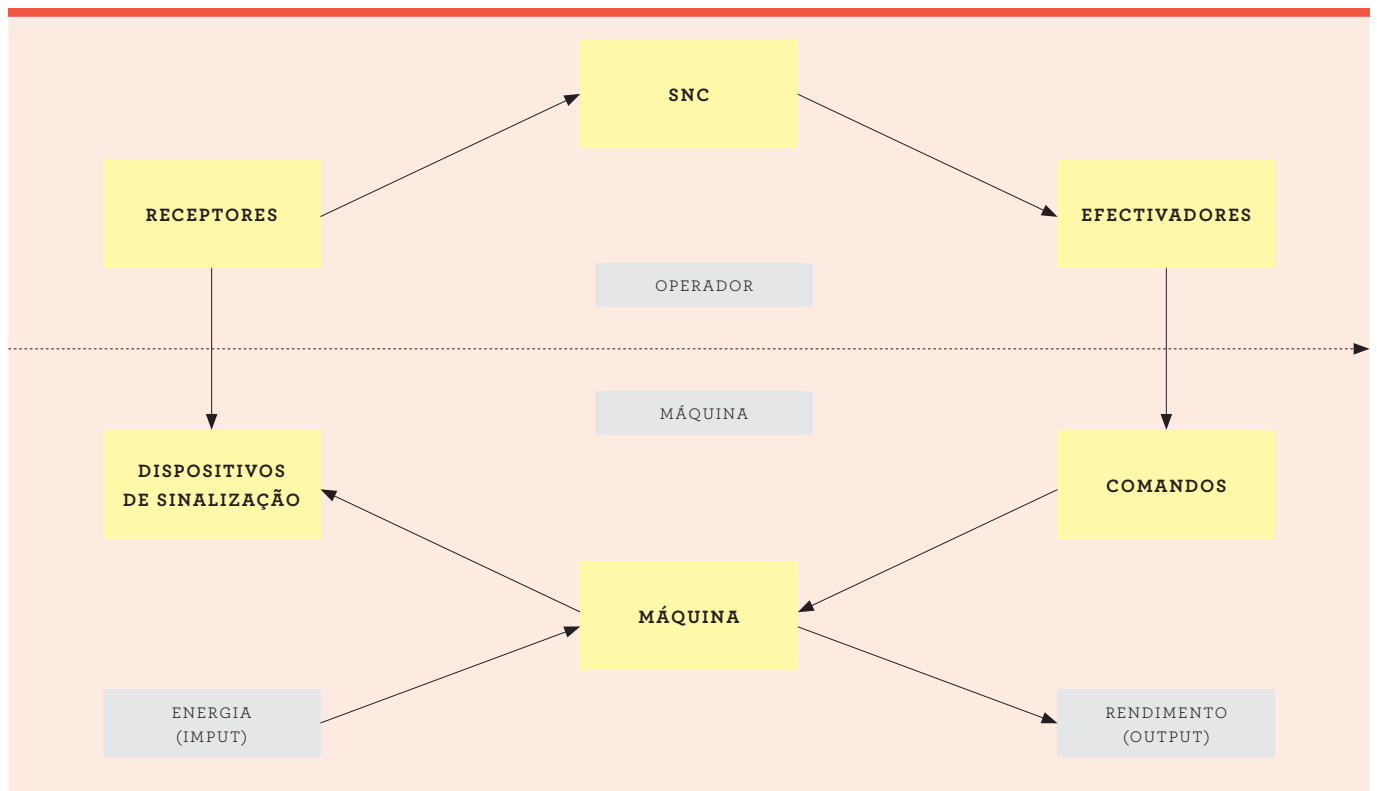 SNC
RECEPTORES
EFECTIVADORES
OPERADOR
MÁQUINA
DISPOSITIVOS
DE SINALIZAÇÃO
COMANDOS
MÁQUINA
ENERGIA
(IMPUT)
RENDIMENTO
(OUTPUT)